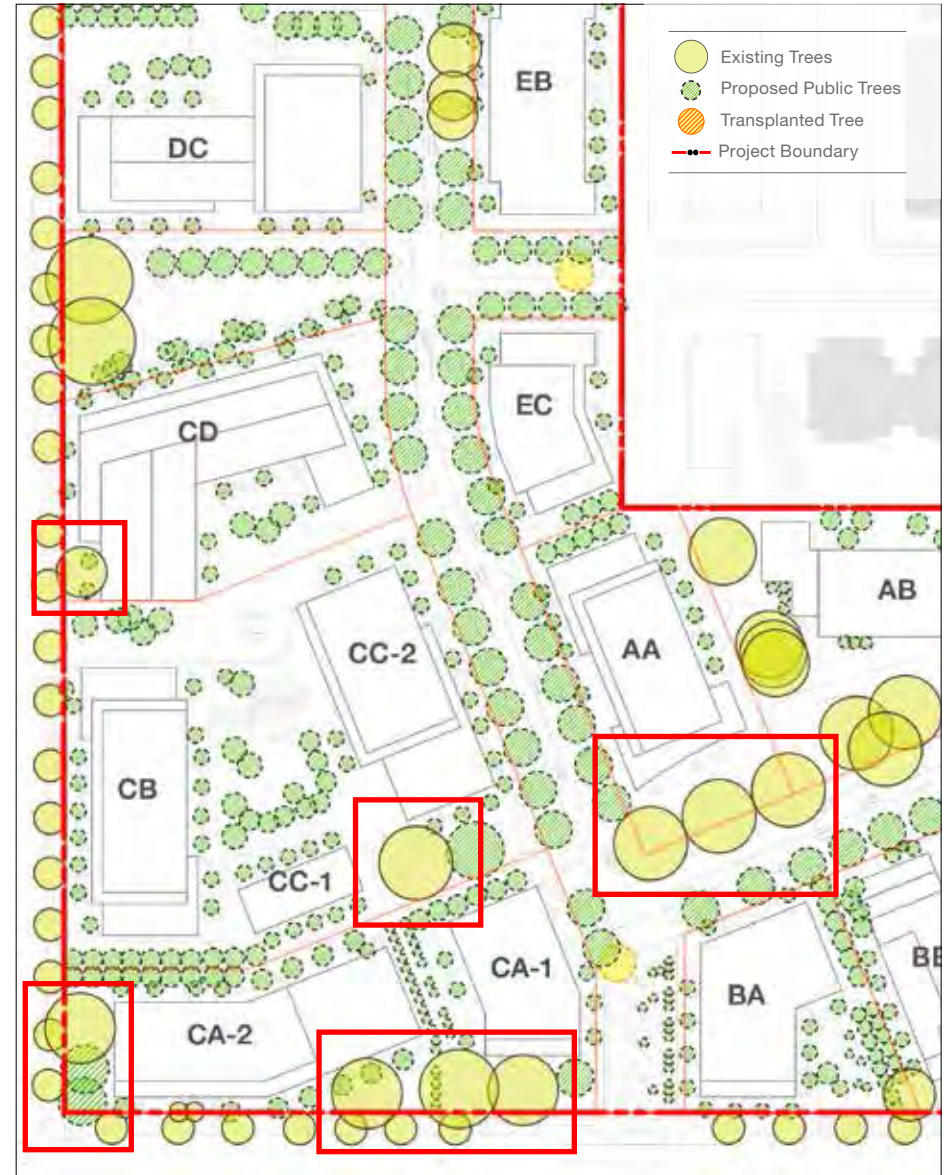 Existing Trees
Proposed Public Trees
Transplanted Tree
Project Boundary
EB
DC
EC
CD
AB
AA
CC-2
CB
CC-1
CA-1
BE
BA
CA-2